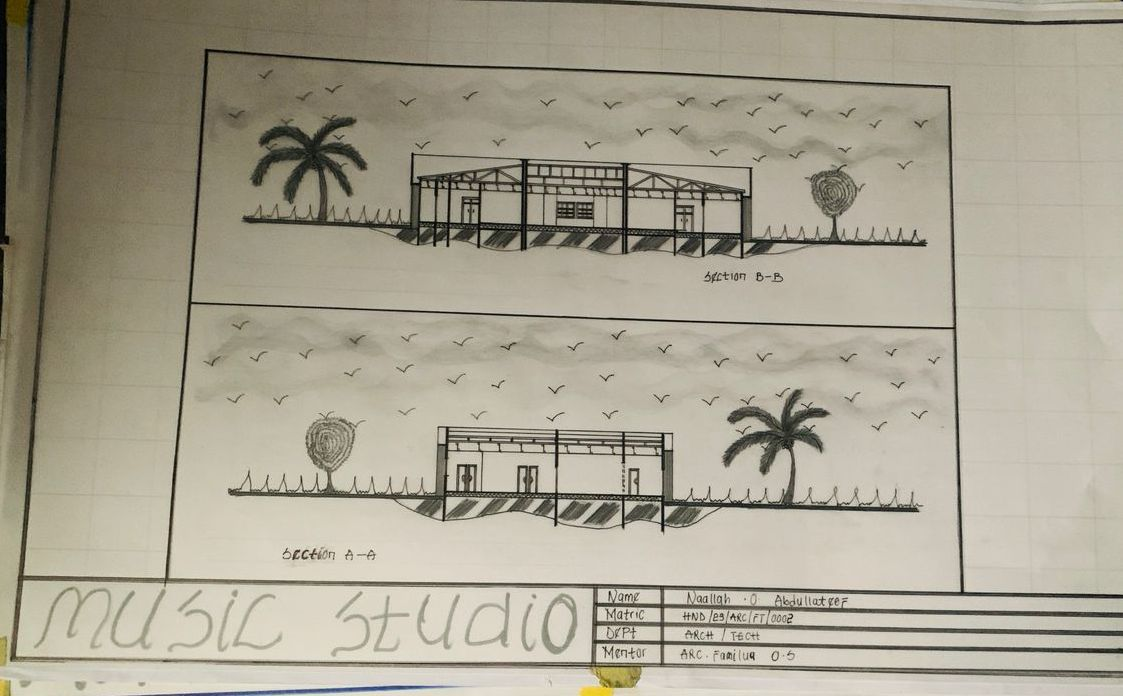 Section B-B
Section A-A
MUSIC Studio
Name Naallah .O. Abdullateef
Matric HND/23/ARC/FT/0002
DEPt ARCH / TECH
Mentor ARC. Familua O.S